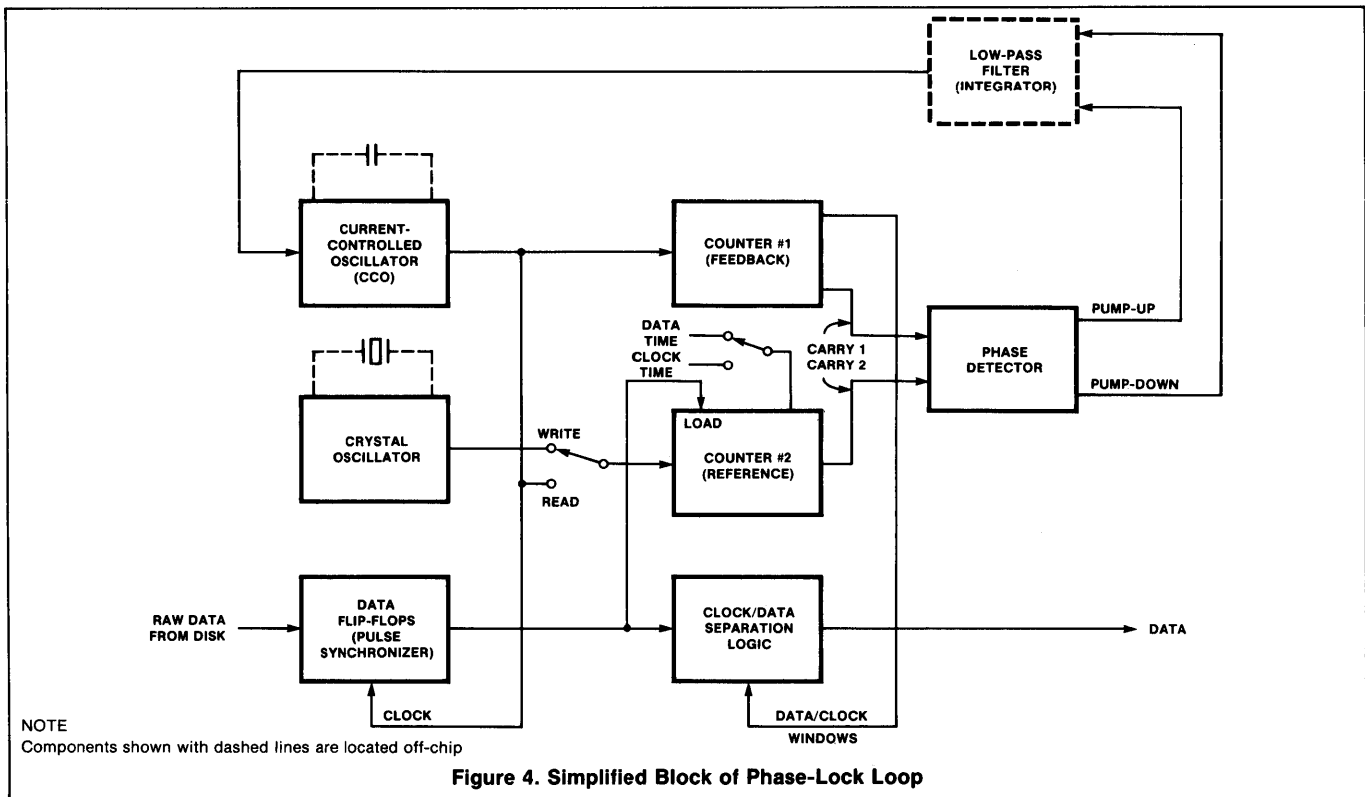 LOW-PASS
FILTER
(INTEGRATOR)
CURRENT-
CONTROLLED
OSCILLATOR
(CCO)
COUNTER #1
(FEEDBACK)
DATA
TIME
CLOCK
TIME
CARRY 1
CARRY 2
PHASE
DETECTOR
PUMP-UP
PUMP-DOWN
CRYSTAL
OSCILLATOR
WRITE
READ
LOAD
COUNTER #2
(REFERENCE)
RAW DATA
FROM DISK
DATA
FLIP-FLOPS
(PULSE
SYNCHRONIZER)
CLOCK/DATA
SEPARATION
LOGIC
DATA
CLOCK
DATA/CLOCK
WINDOWS
NOTE
Components shown with dashed lines are located off-chip
Figure 4. Simplified Block of Phase-Lock Loop